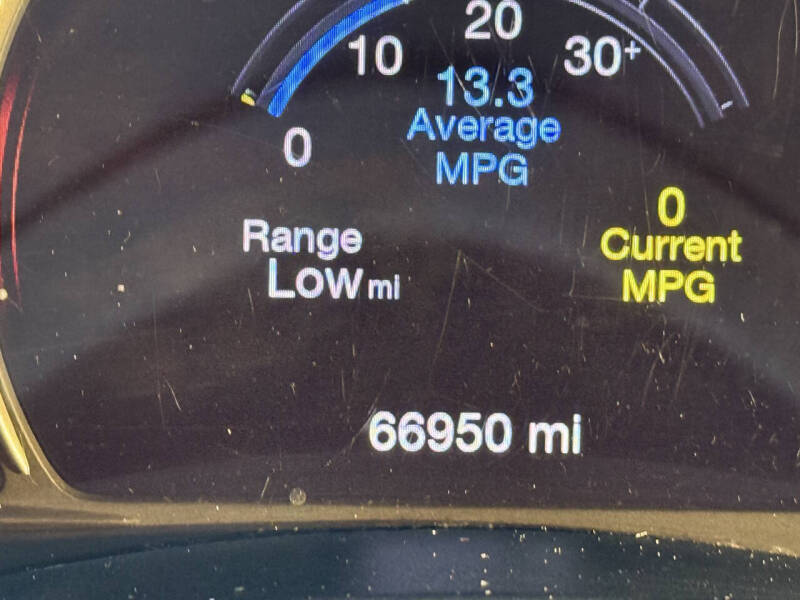 20
10
30+
13.3
Average
MPG
0
0
Current
MPG
Range
Low mi
66950 mi